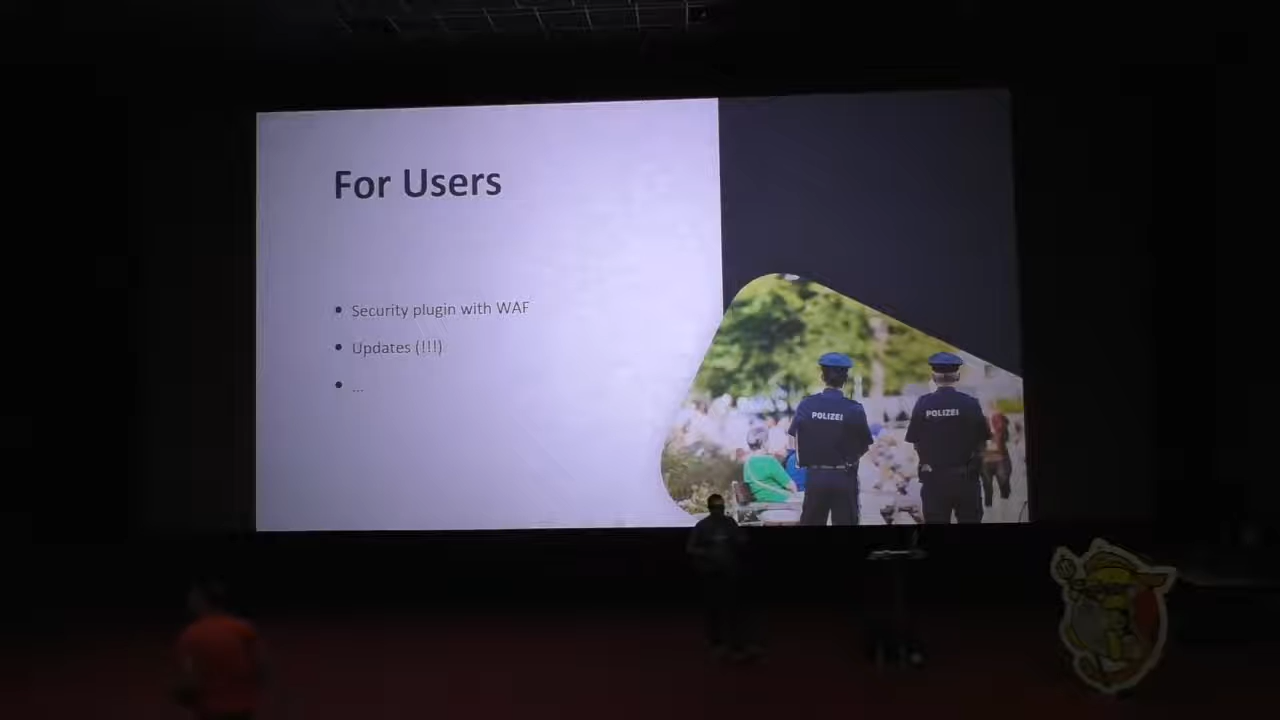 For Users
• Security plugin with WAF
• Updates (!!!)
• ...
POLIZEI
POLIZEI